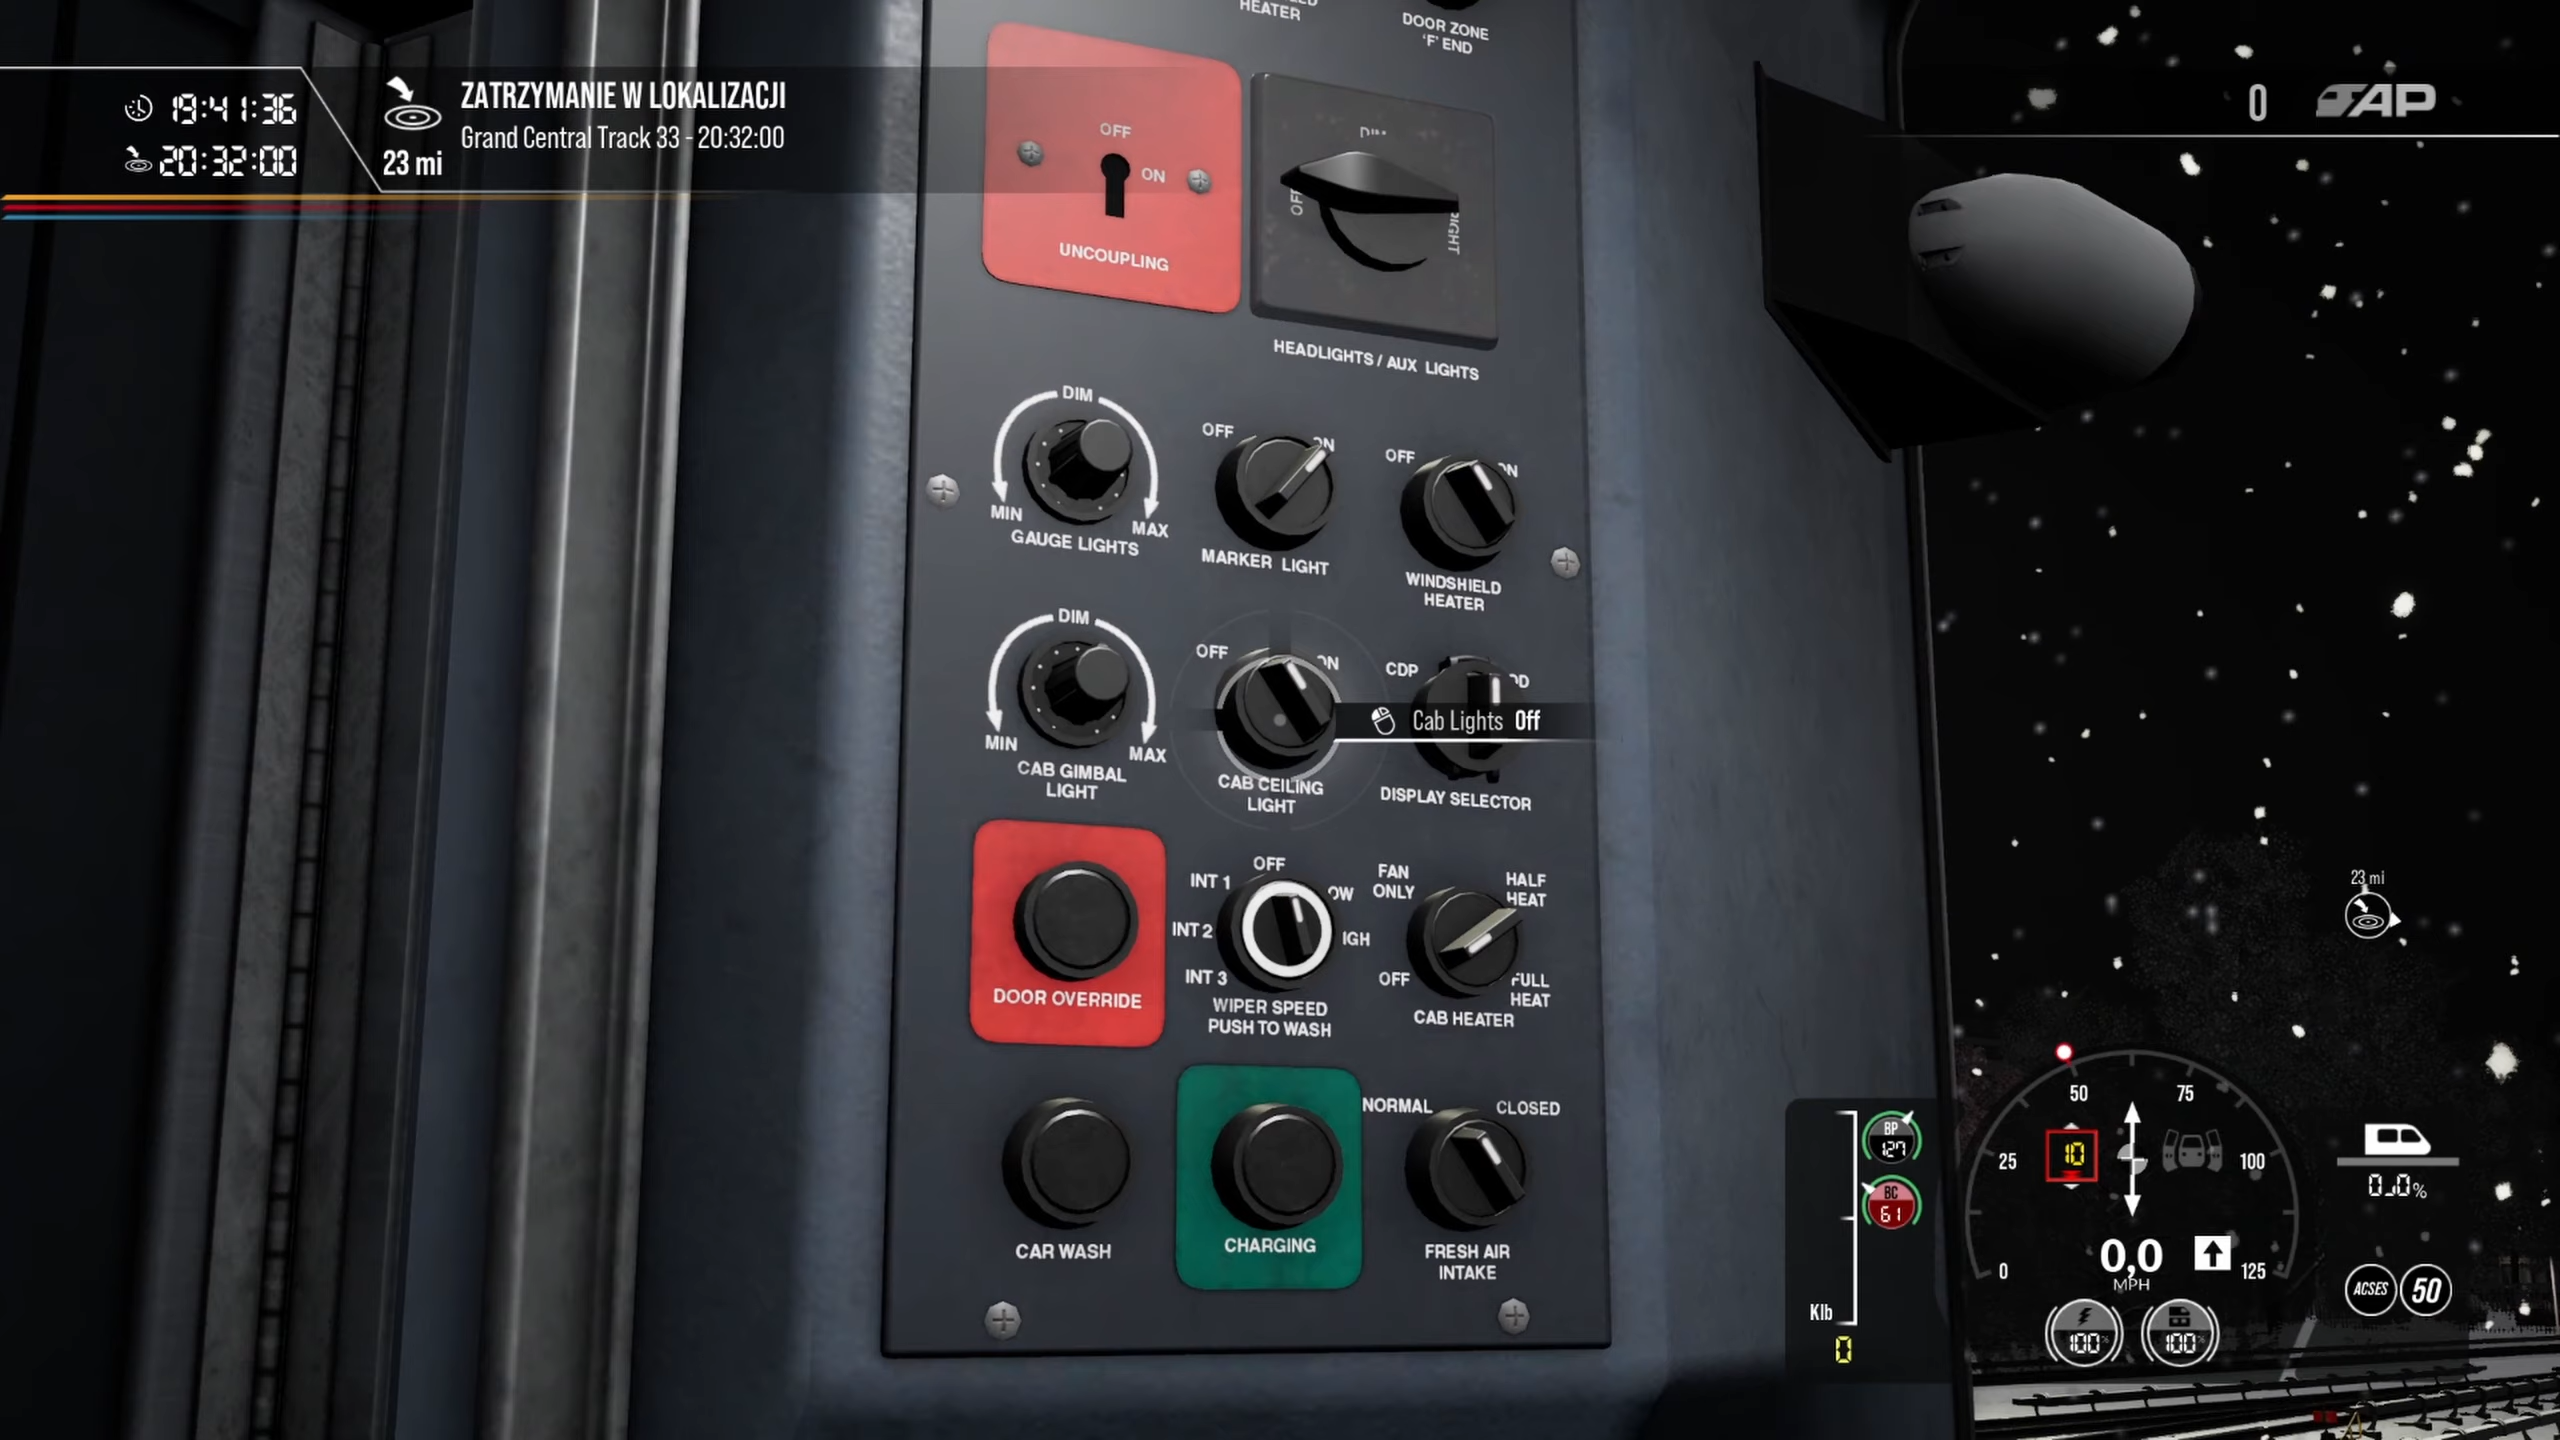 HEATER
DOOR ZONE
'F' END
19:41:36
20:32:00
ZATRZYMANIE W LOKALIZACJI
Grand Central Track 33 - 20:32:00
23 mi
0
AP
OFF
ON
UNCOUPLING
OFF
HEADLIGHTS / AUX LIGHTS
DIM
MIN
MAX
GAUGE LIGHTS
OFF
ON
MARKER LIGHT
OFF
ON
WINDSHIELD
HEATER
DIM
MIN
MAX
CAB GIMBAL
LIGHT
OFF
ON
CAB CEILING
LIGHT
CDP
DISPLAY SELECTOR
Cab Lights Off
DOOR OVERRIDE
OFF
INT 1
INT 2
INT 3
WIPER SPEED
PUSH TO WASH
FAN
ONLY
HALF
HEAT
OFF
FULL
HEAT
CAB HEATER
CAR WASH
CHARGING
NORMAL
CLOSED
FRESH AIR
INTAKE
23 mi
BP
127
BC
61
Klb
0
0
25
50
75
100
125
10
0,0
MPH
100%
100%
0.0%
ACSES
50